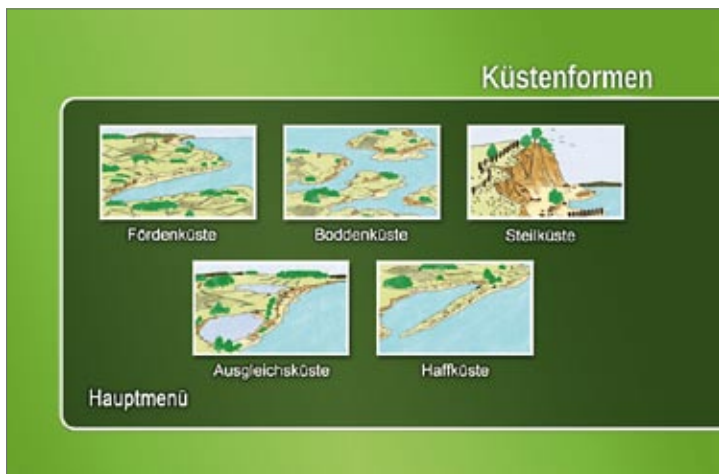 Küstenformen
Fördenküste
Boddenküste
Steilküste
Ausgleichsküste
Haffküste
Hauptmenü